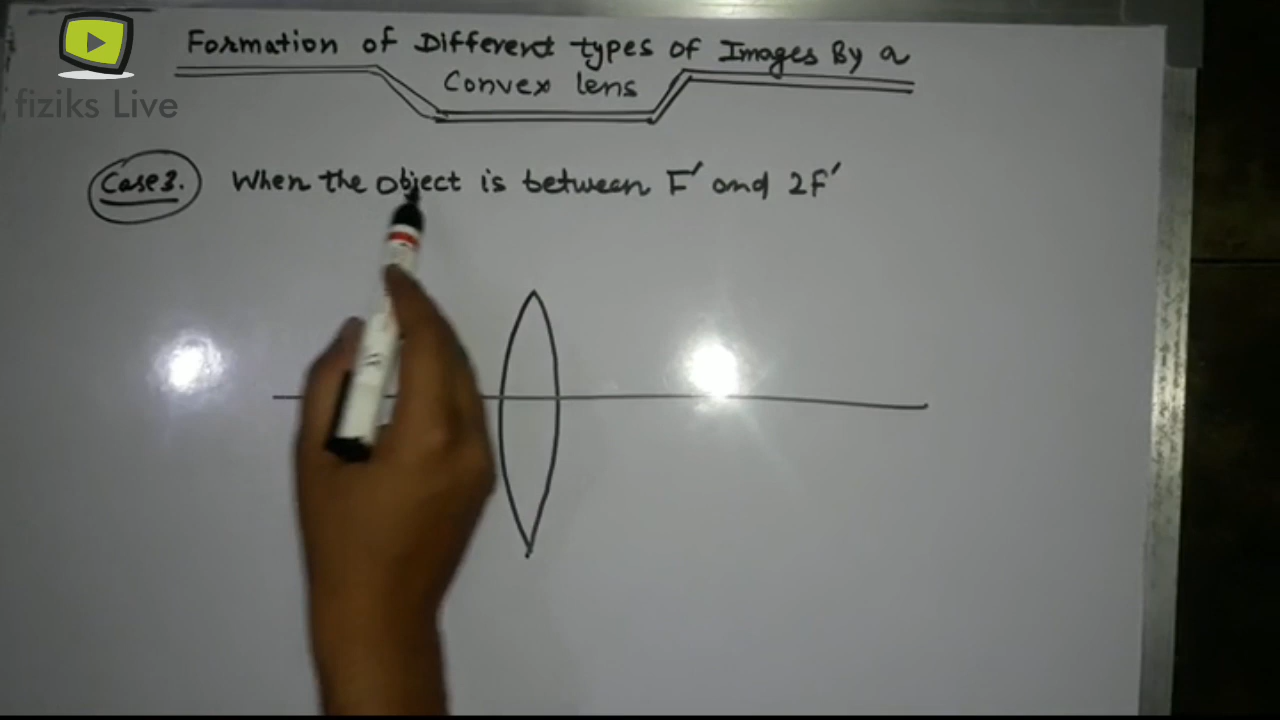 fiziks Live
Formation of Different types of Images By a
Convex lens
Case 3. When the object is between F' and 2F'